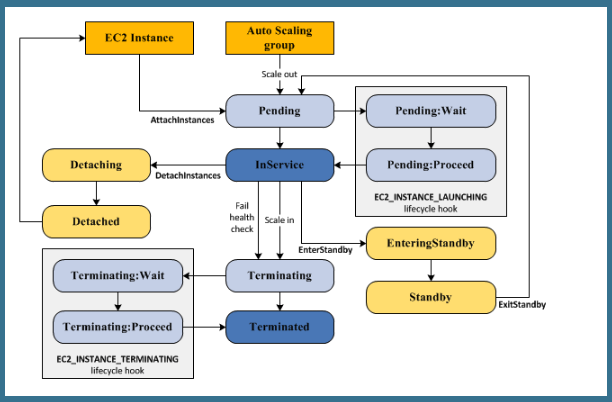 EC2 Instance
Auto Scaling
group
Scale out
Pending
Pending:Wait
AttachInstances
Detaching
InService
Pending:Proceed
DetachInstances
EC2_INSTANCE_LAUNCHING
lifecycle hook
Detached
Fail
health
check
Scale in
EnterStandby
EnteringStandby
Terminating:Wait
Terminating
Standby
ExitStandby
Terminating:Proceed
Terminated
EC2_INSTANCE_TERMINATING
lifecycle hook